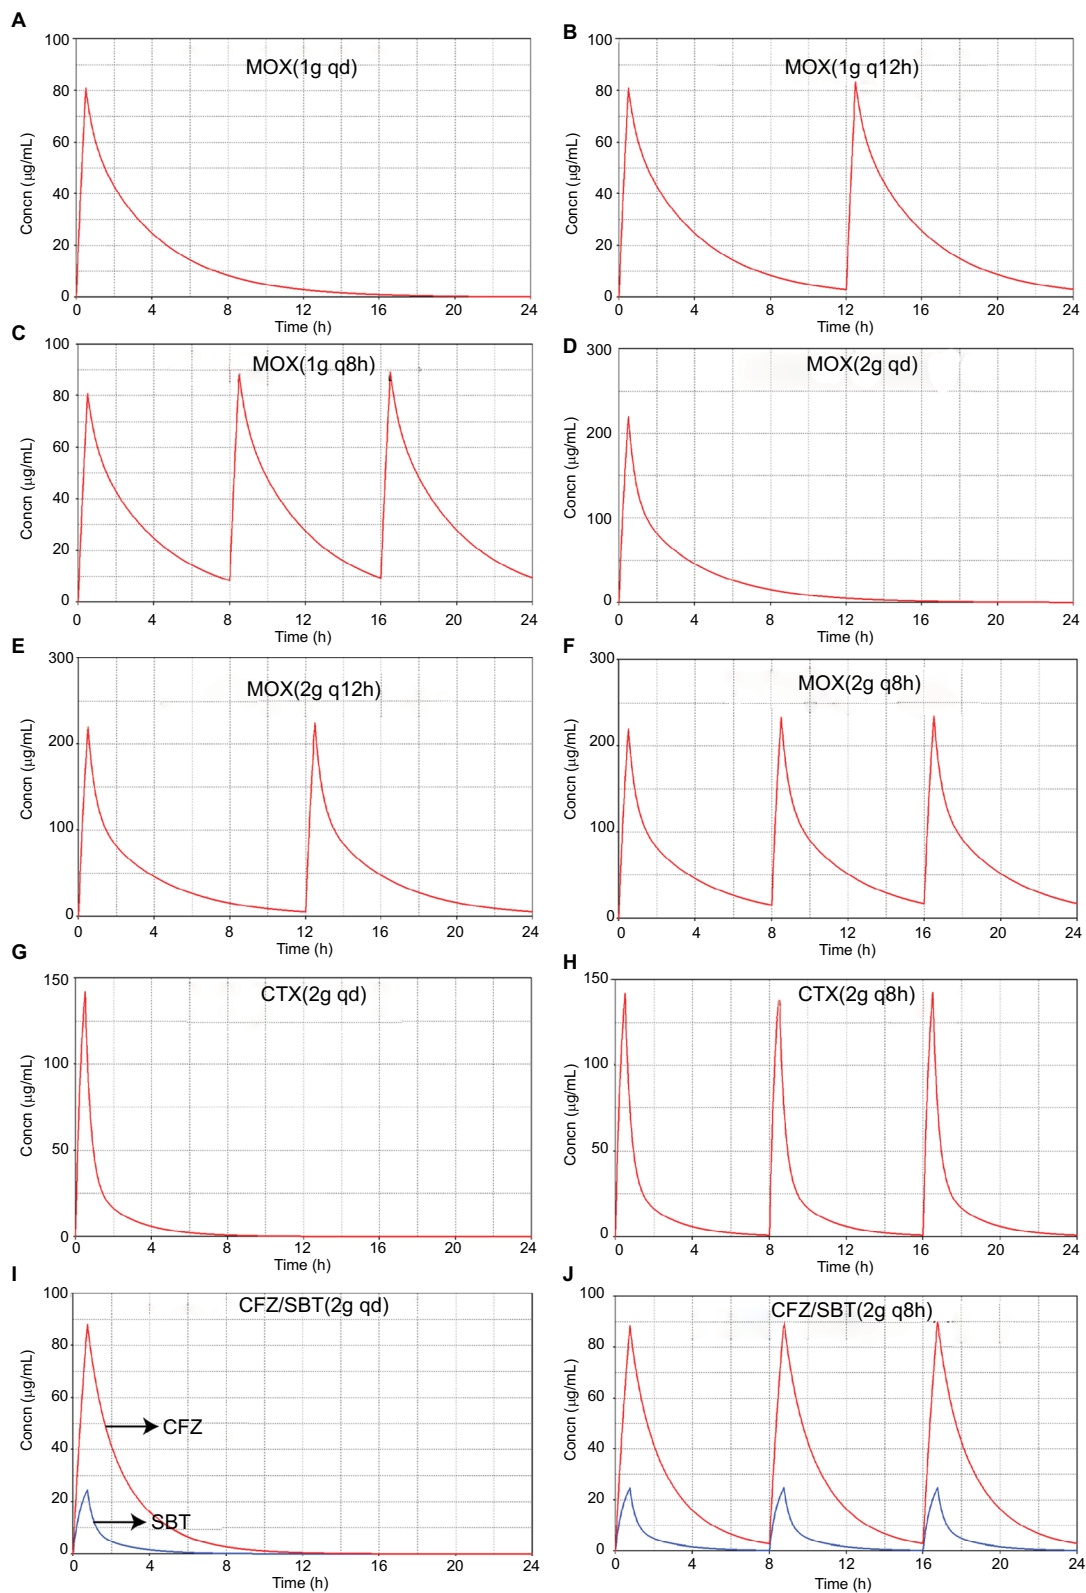 A
MOX(1g qd)
Concn (μg/mL)
100
80
60
40
20
0
0 4 8 12 16 20 24
Time (h)
B
MOX(1g q12h)
Concn (μg/mL)
100
80
60
40
20
0
0 4 8 12 16 20 24
Time (h)
C
MOX(1g q8h)
Concn (μg/mL)
100
80
60
40
20
0
0 4 8 12 16 20 24
Time (h)
D
MOX(2g qd)
Concn (μg/mL)
300
200
100
0
0 4 8 12 16 20 24
Time (h)
E
MOX(2g q12h)
Concn (μg/mL)
300
200
100
0
0 4 8 12 16 20 24
Time (h)
F
MOX(2g q8h)
Concn (μg/mL)
300
200
100
0
0 4 8 12 16 20 24
Time (h)
G
CTX(2g qd)
Concn (μg/mL)
150
100
50
0
0 4 8 12 16 20 24
Time (h)
H
CTX(2g q8h)
Concn (μg/mL)
150
100
50
0
0 4 8 12 16 20 24
Time (h)
I
CFZ/SBT(2g qd)
Concn (μg/mL)
100
80
60
40
20
0
CFZ
SBT
0 4 8 12 16 20 24
Time (h)
J
CFZ/SBT(2g q8h)
Concn (μg/mL)
100
80
60
40
20
0
0 4 8 12 16 20 24
Time (h)